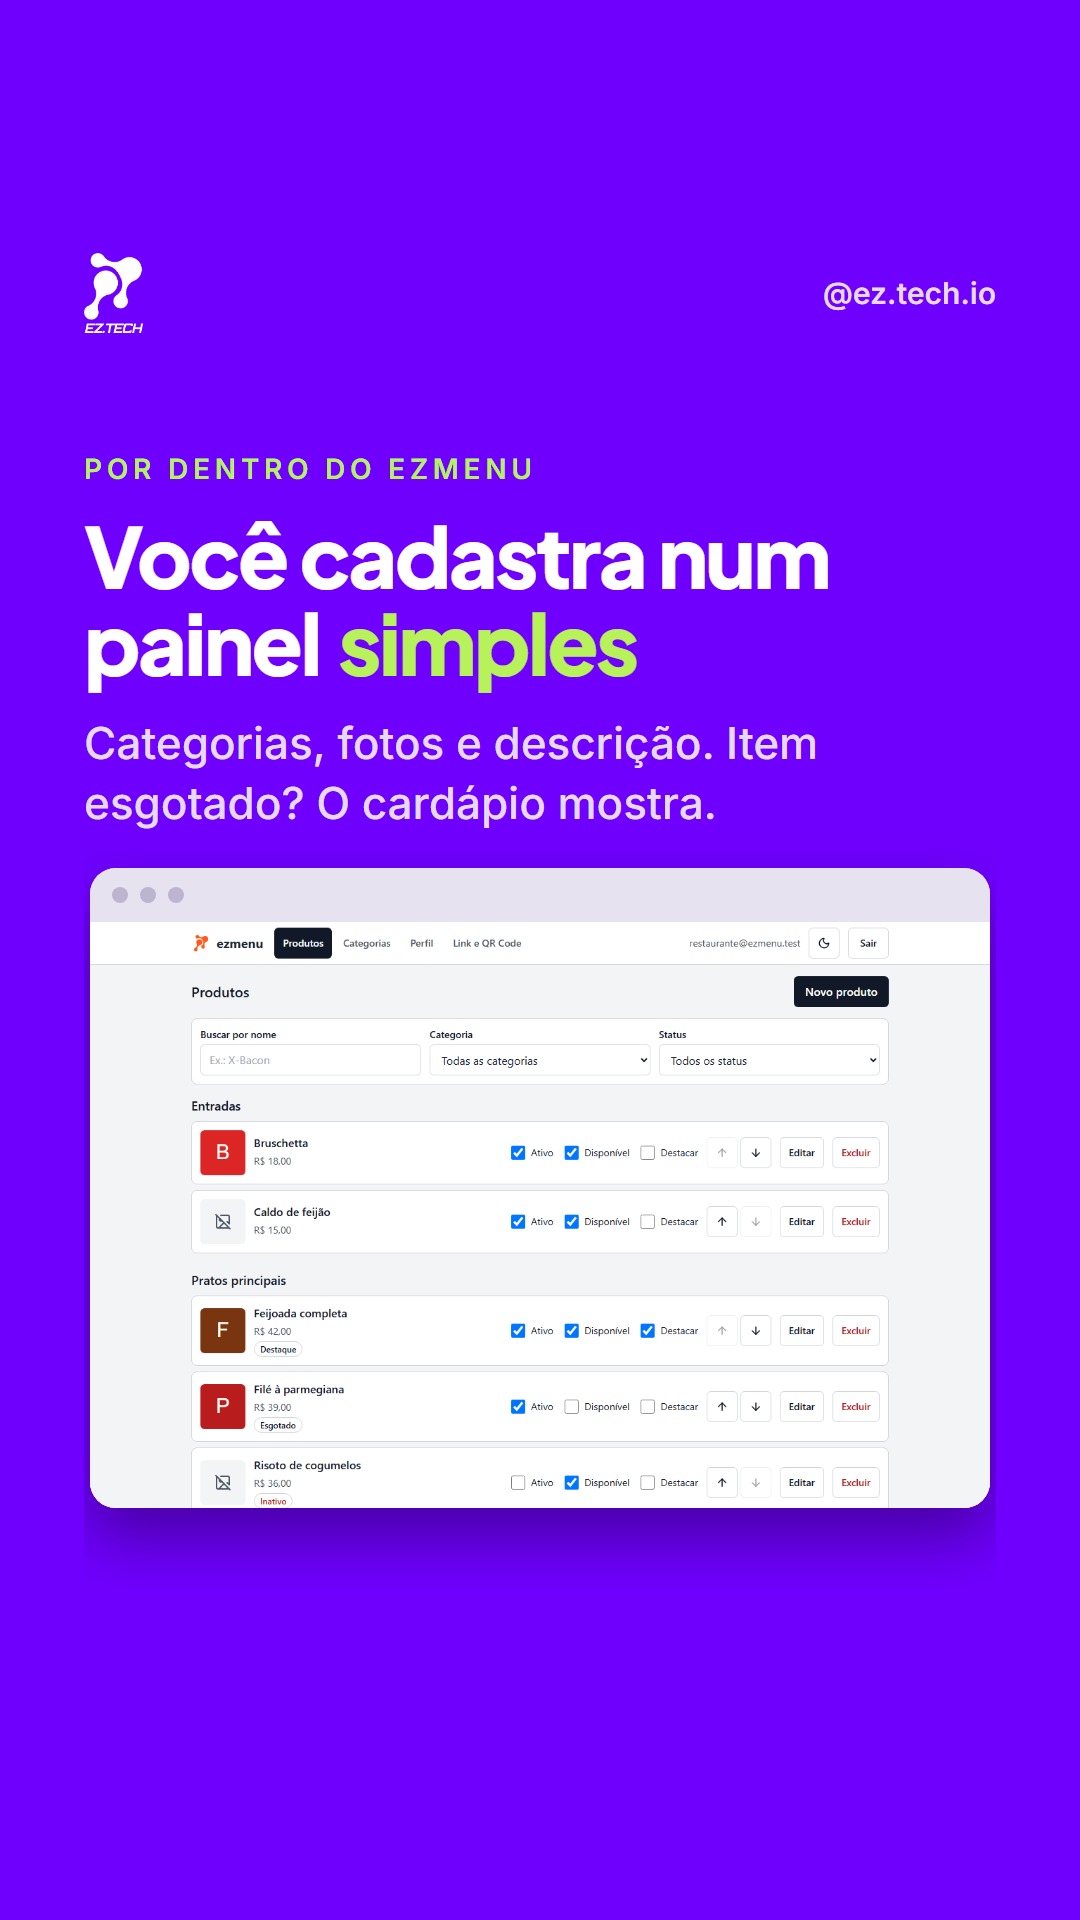 EZ.TECH
@ez.tech.io
POR DENTRO DO EZMENU
Você cadastra num
painel simples
Categorias, fotos e descrição. Item
esgotado? O cardápio mostra.
ezmenu Produtos Categorias Perfil Link e QR Code restaurante@ezmenu.test Sair
Produtos Novo produto
Buscar por nome Categoria Status
Ex.: X-Bacon Todas as categorias Todos os status
Entradas
B Bruschetta
R$ 18,00 Ativo Disponível Destacar Editar Excluir
Caldo de feijão
R$ 15,00 Ativo Disponível Destacar Editar Excluir
Pratos principais
F Feijoada completa
R$ 42,00 Ativo Disponível Destacar Editar Excluir
Destaque
P Filé à parmegiana
R$ 39,00 Ativo Disponível Destacar Editar Excluir
Esgotado
Risoto de cogumelos
R$ 36,00 Ativo Disponível Destacar Editar Excluir
Inativo